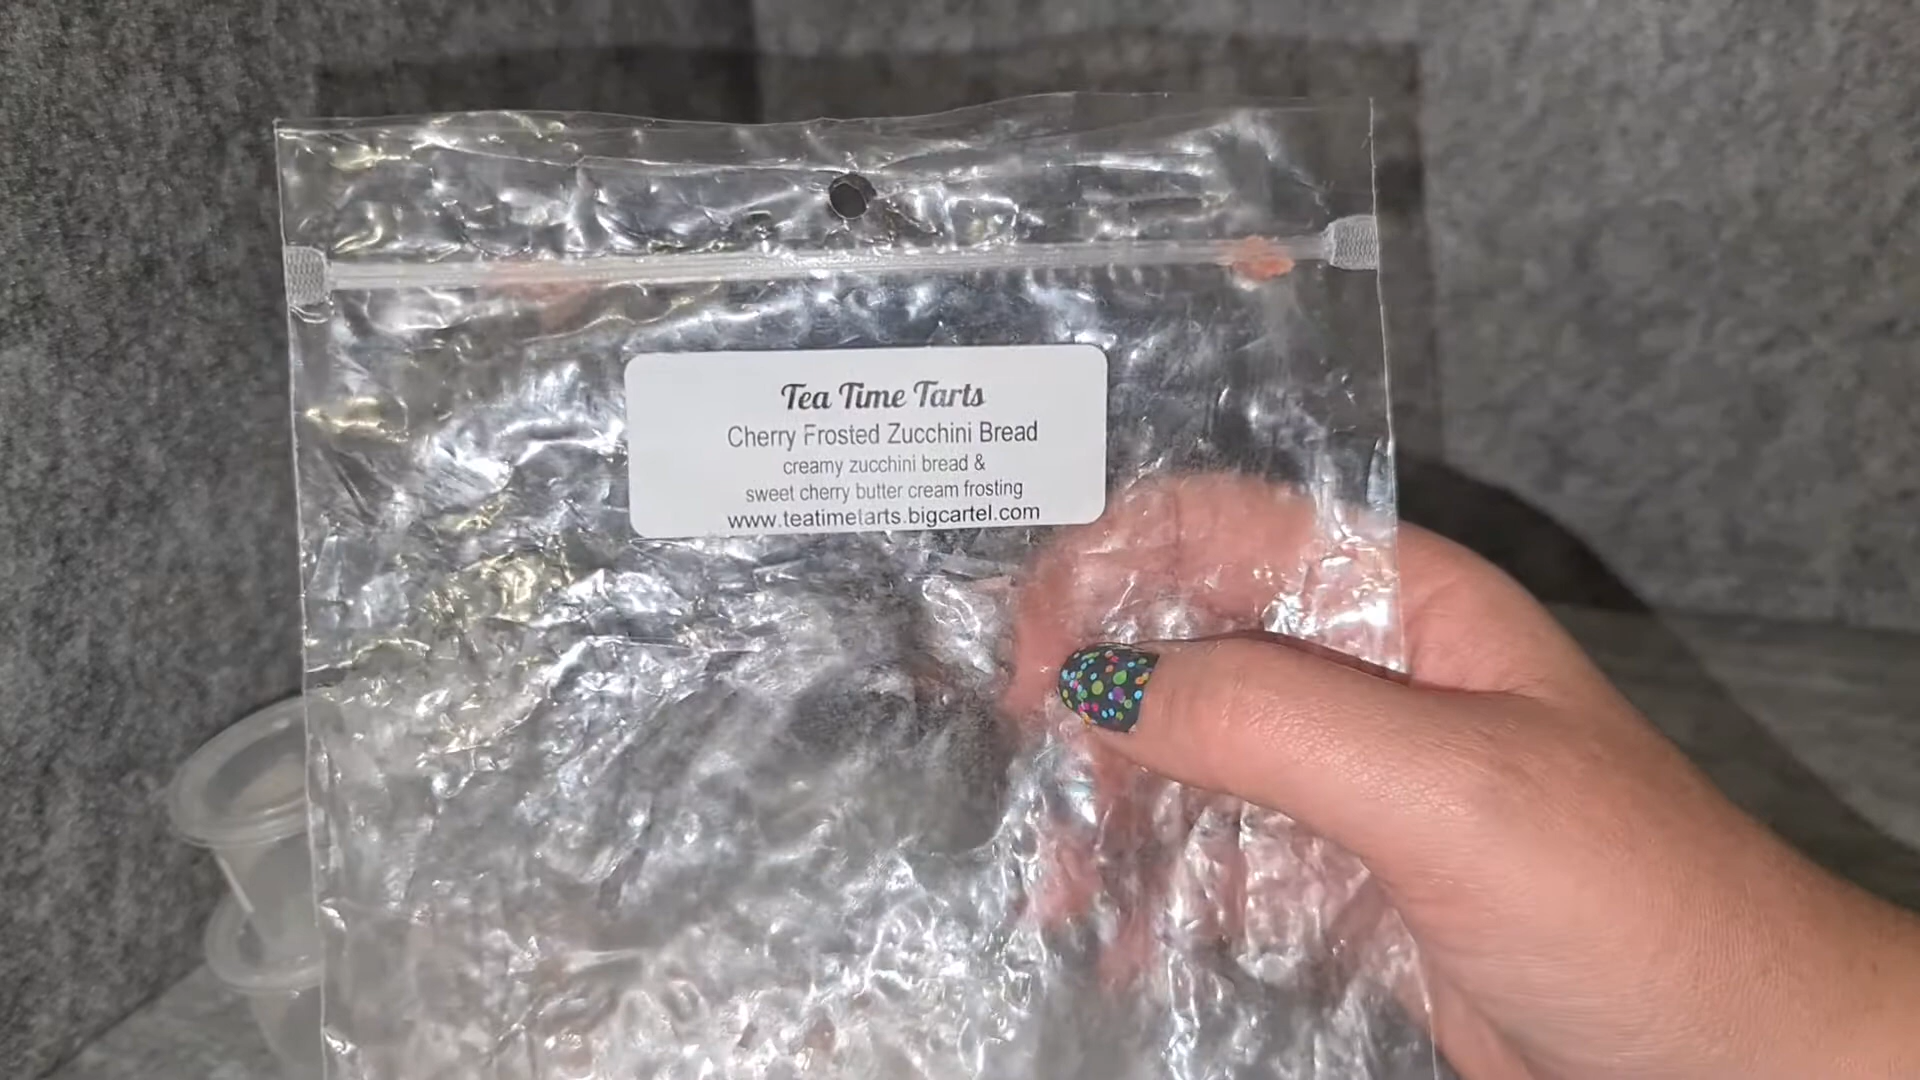 Tea Time Tarts
Cherry Frosted Zucchini Bread
creamy zucchini bread &
sweet cherry butter cream frosting
www.teatimetarts.bigcartel.com